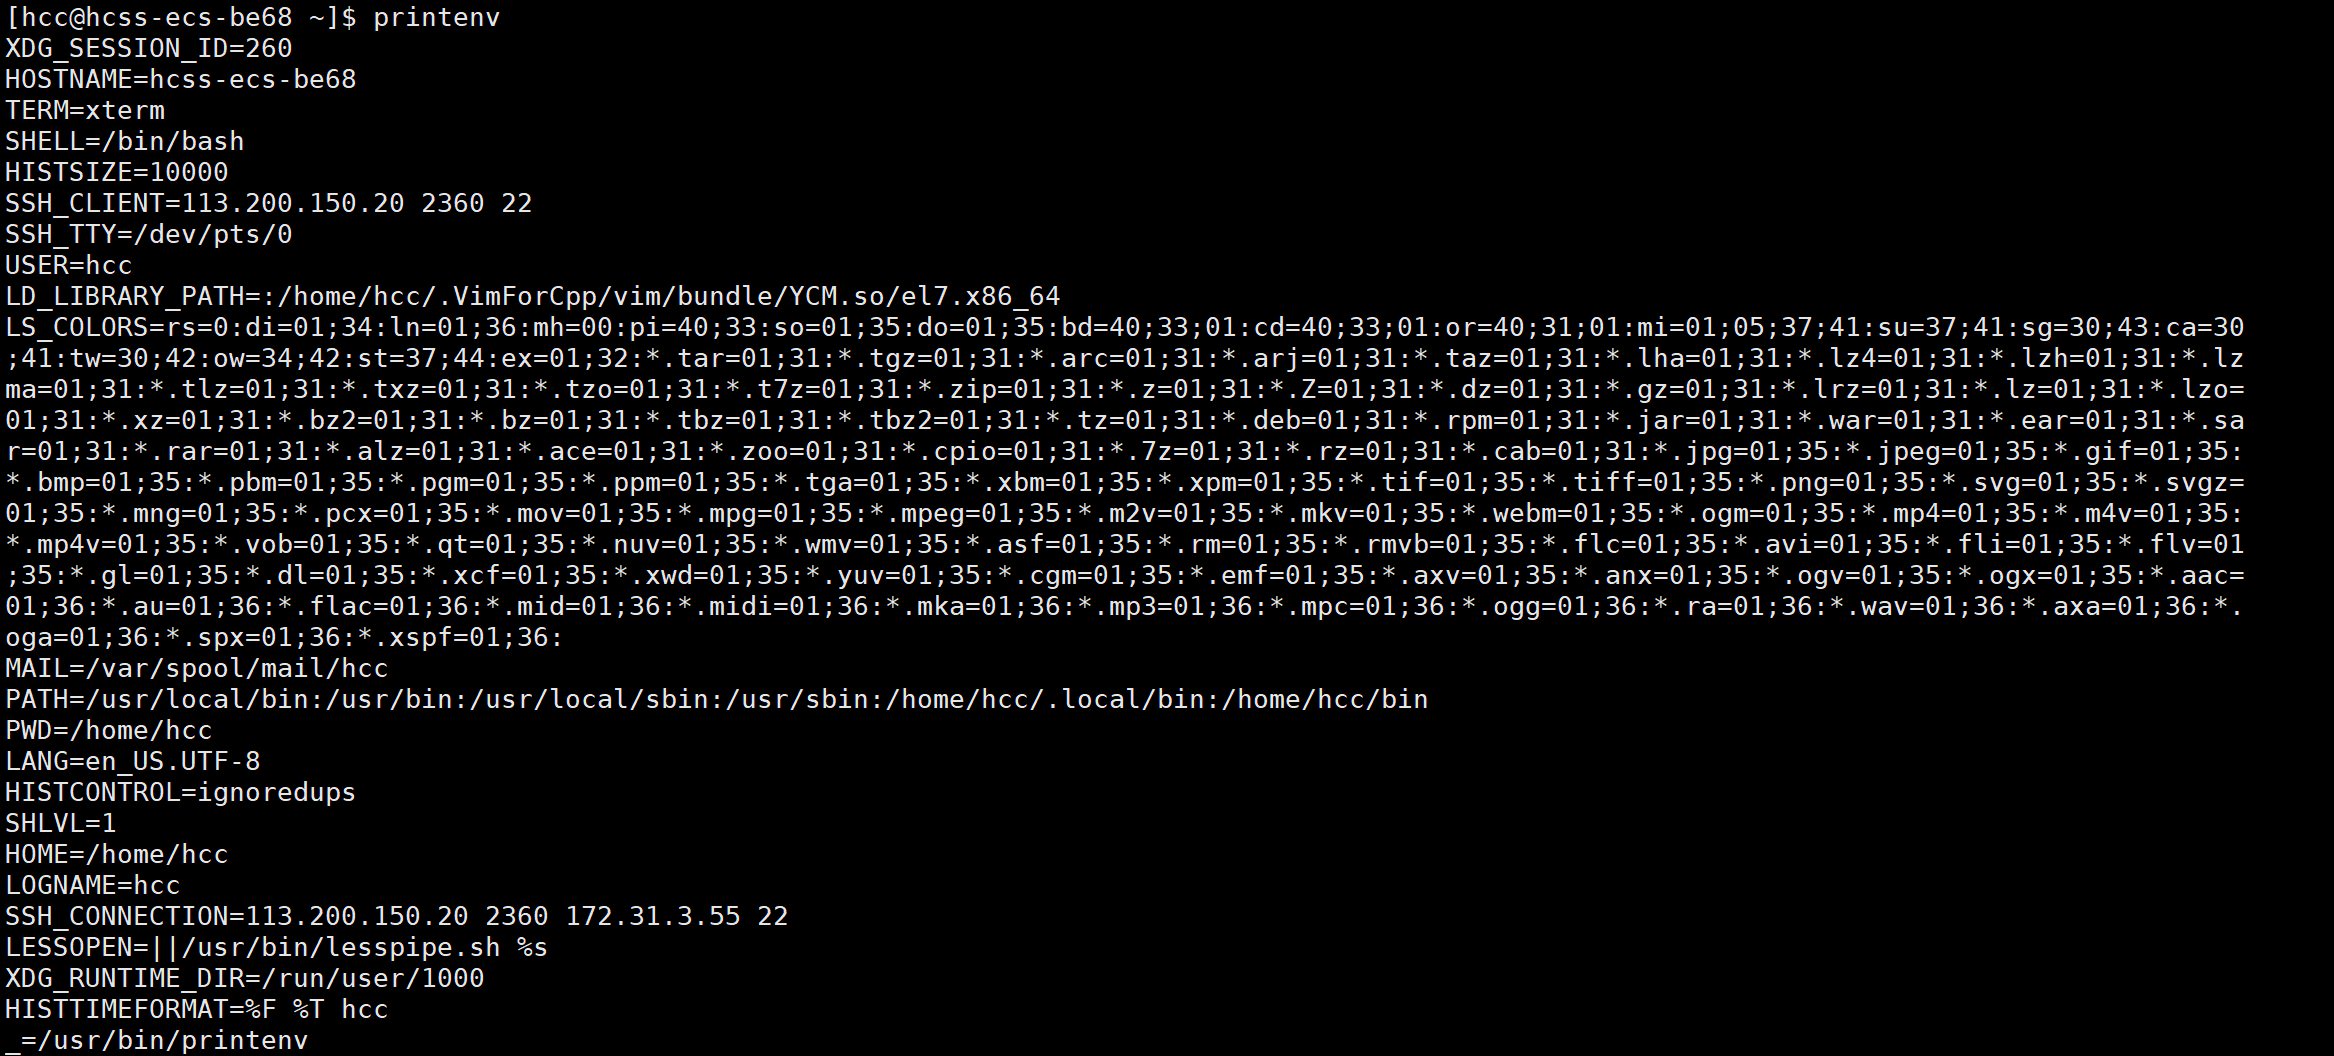 [hcc@hcss-ecs-be68 ~]$ printenv
XDG_SESSION_ID=260
HOSTNAME=hcss-ecs-be68
TERM=xterm
SHELL=/bin/bash
HISTSIZE=10000
SSH_CLIENT=113.200.150.20 2360 22
SSH_TTY=/dev/pts/0
USER=hcc
LD_LIBRARY_PATH=:/home/hcc/.VimForCpp/vim/bundle/YCM.so/el7.x86_64
LS_COLORS=rs=0:di=01;34:ln=01;36:mh=00:pi=40;33:so=01;35:do=01;35:bd=40;33;01:cd=40;33;01:or=40;31;01:mi=01;05;37;41:su=37;41:sg=30;43:ca=30
;41:tw=30;42:ow=34;42:st=37;44:ex=01;32:*.tar=01;31:*.tgz=01;31:*.arc=01;31:*.arj=01;31:*.taz=01;31:*.lha=01;31:*.lz4=01;31:*.lzh=01;31:*.lz
ma=01;31:*.tlz=01;31:*.txz=01;31:*.tzo=01;31:*.t7z=01;31:*.zip=01;31:*.z=01;31:*.Z=01;31:*.dz=01;31:*.gz=01;31:*.lrz=01;31:*.lz=01;31:*.lzo=
01;31:*.xz=01;31:*.bz2=01;31:*.bz=01;31:*.tbz=01;31:*.tbz2=01;31:*.tz=01;31:*.deb=01;31:*.rpm=01;31:*.jar=01;31:*.war=01;31:*.ear=01;31:*.sa
r=01;31:*.rar=01;31:*.alz=01;31:*.ace=01;31:*.zoo=01;31:*.cpio=01;31:*.7z=01;31:*.rz=01;31:*.cab=01;31:*.jpg=01;35:*.jpeg=01;35:*.gif=01;35:
*.bmp=01;35:*.pbm=01;35:*.pgm=01;35:*.ppm=01;35:*.tga=01;35:*.xbm=01;35:*.xpm=01;35:*.tif=01;35:*.tiff=01;35:*.png=01;35:*.svg=01;35:*.svgz=
01;35:*.mng=01;35:*.pcx=01;35:*.mov=01;35:*.mpg=01;35:*.mpeg=01;35:*.m2v=01;35:*.mkv=01;35:*.webm=01;35:*.ogm=01;35:*.mp4=01;35:*.m4v=01;35:
*.mp4v=01;35:*.vob=01;35:*.qt=01;35:*.nuv=01;35:*.wmv=01;35:*.asf=01;35:*.rm=01;35:*.rmvb=01;35:*.flc=01;35:*.avi=01;35:*.fli=01;35:*.flv=01
;35:*.gl=01;35:*.dl=01;35:*.xcf=01;35:*.xwd=01;35:*.yuv=01;35:*.cgm=01;35:*.emf=01;35:*.axv=01;35:*.anx=01;35:*.ogv=01;35:*.ogx=01;35:*.aac=
01;36:*.au=01;36:*.flac=01;36:*.mid=01;36:*.midi=01;36:*.mka=01;36:*.mp3=01;36:*.mpc=01;36:*.ogg=01;36:*.ra=01;36:*.wav=01;36:*.axa=01;36:*.
oga=01;36:*.spx=01;36:*.xspf=01;36:
MAIL=/var/spool/mail/hcc
PATH=/usr/local/bin:/usr/bin:/usr/local/sbin:/usr/sbin:/home/hcc/.local/bin:/home/hcc/bin
PWD=/home/hcc
LANG=en_US.UTF-8
HISTCONTROL=ignoredups
SHLVL=1
HOME=/home/hcc
LOGNAME=hcc
SSH_CONNECTION=113.200.150.20 2360 172.31.3.55 22
LESSOPEN=||/usr/bin/lesspipe.sh %s
XDG_RUNTIME_DIR=/run/user/1000
HISTTIMEFORMAT=%F %T hcc
_=/usr/bin/printenv